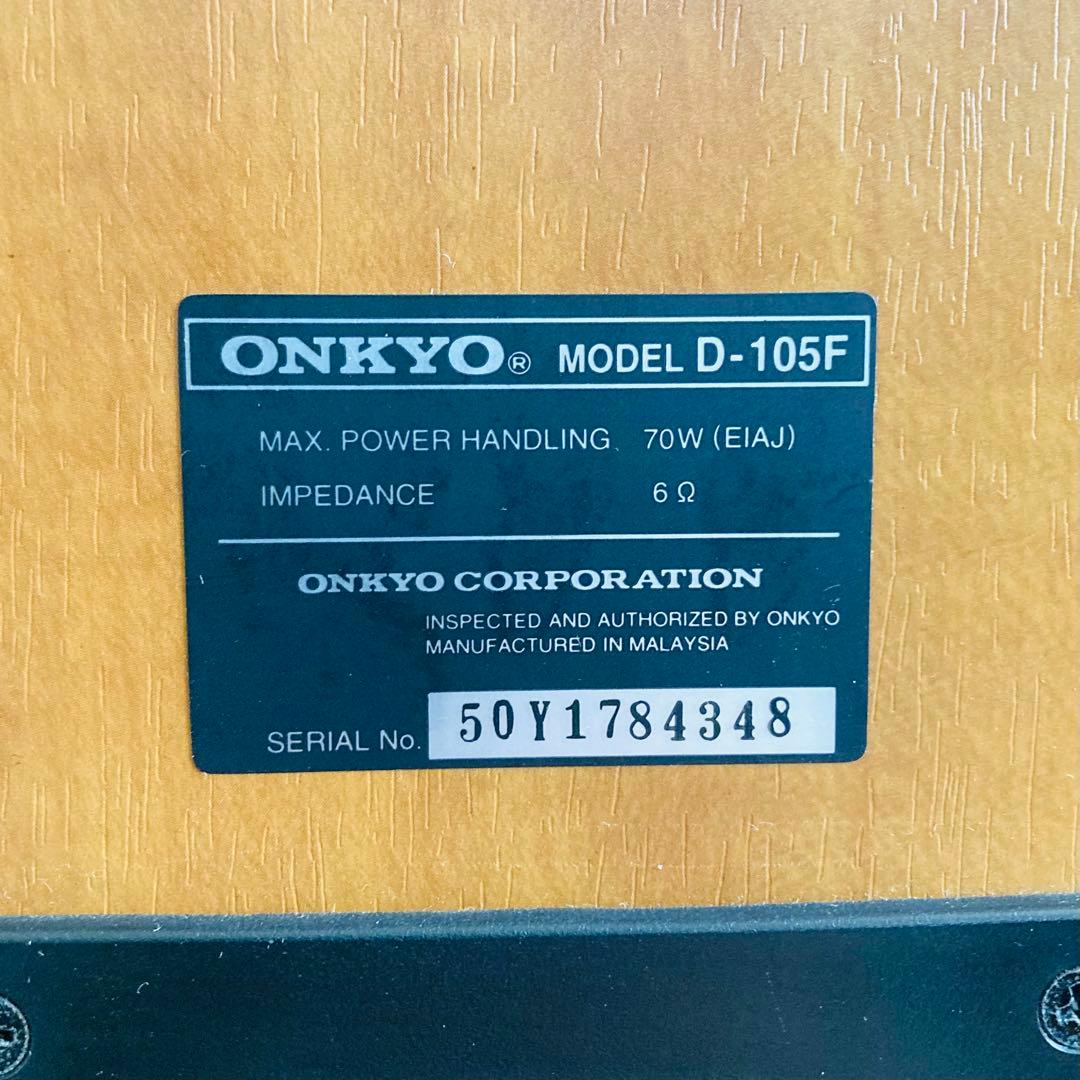 ONKYO® MODEL D-105F
MAX. POWER HANDLING 70W (EIAJ)
IMPEDANCE 6 Ω
ONKYO CORPORATION
INSPECTED AND AUTHORIZED BY ONKYO
MANUFACTURED IN MALAYSIA
SERIAL No. 50Y1784348